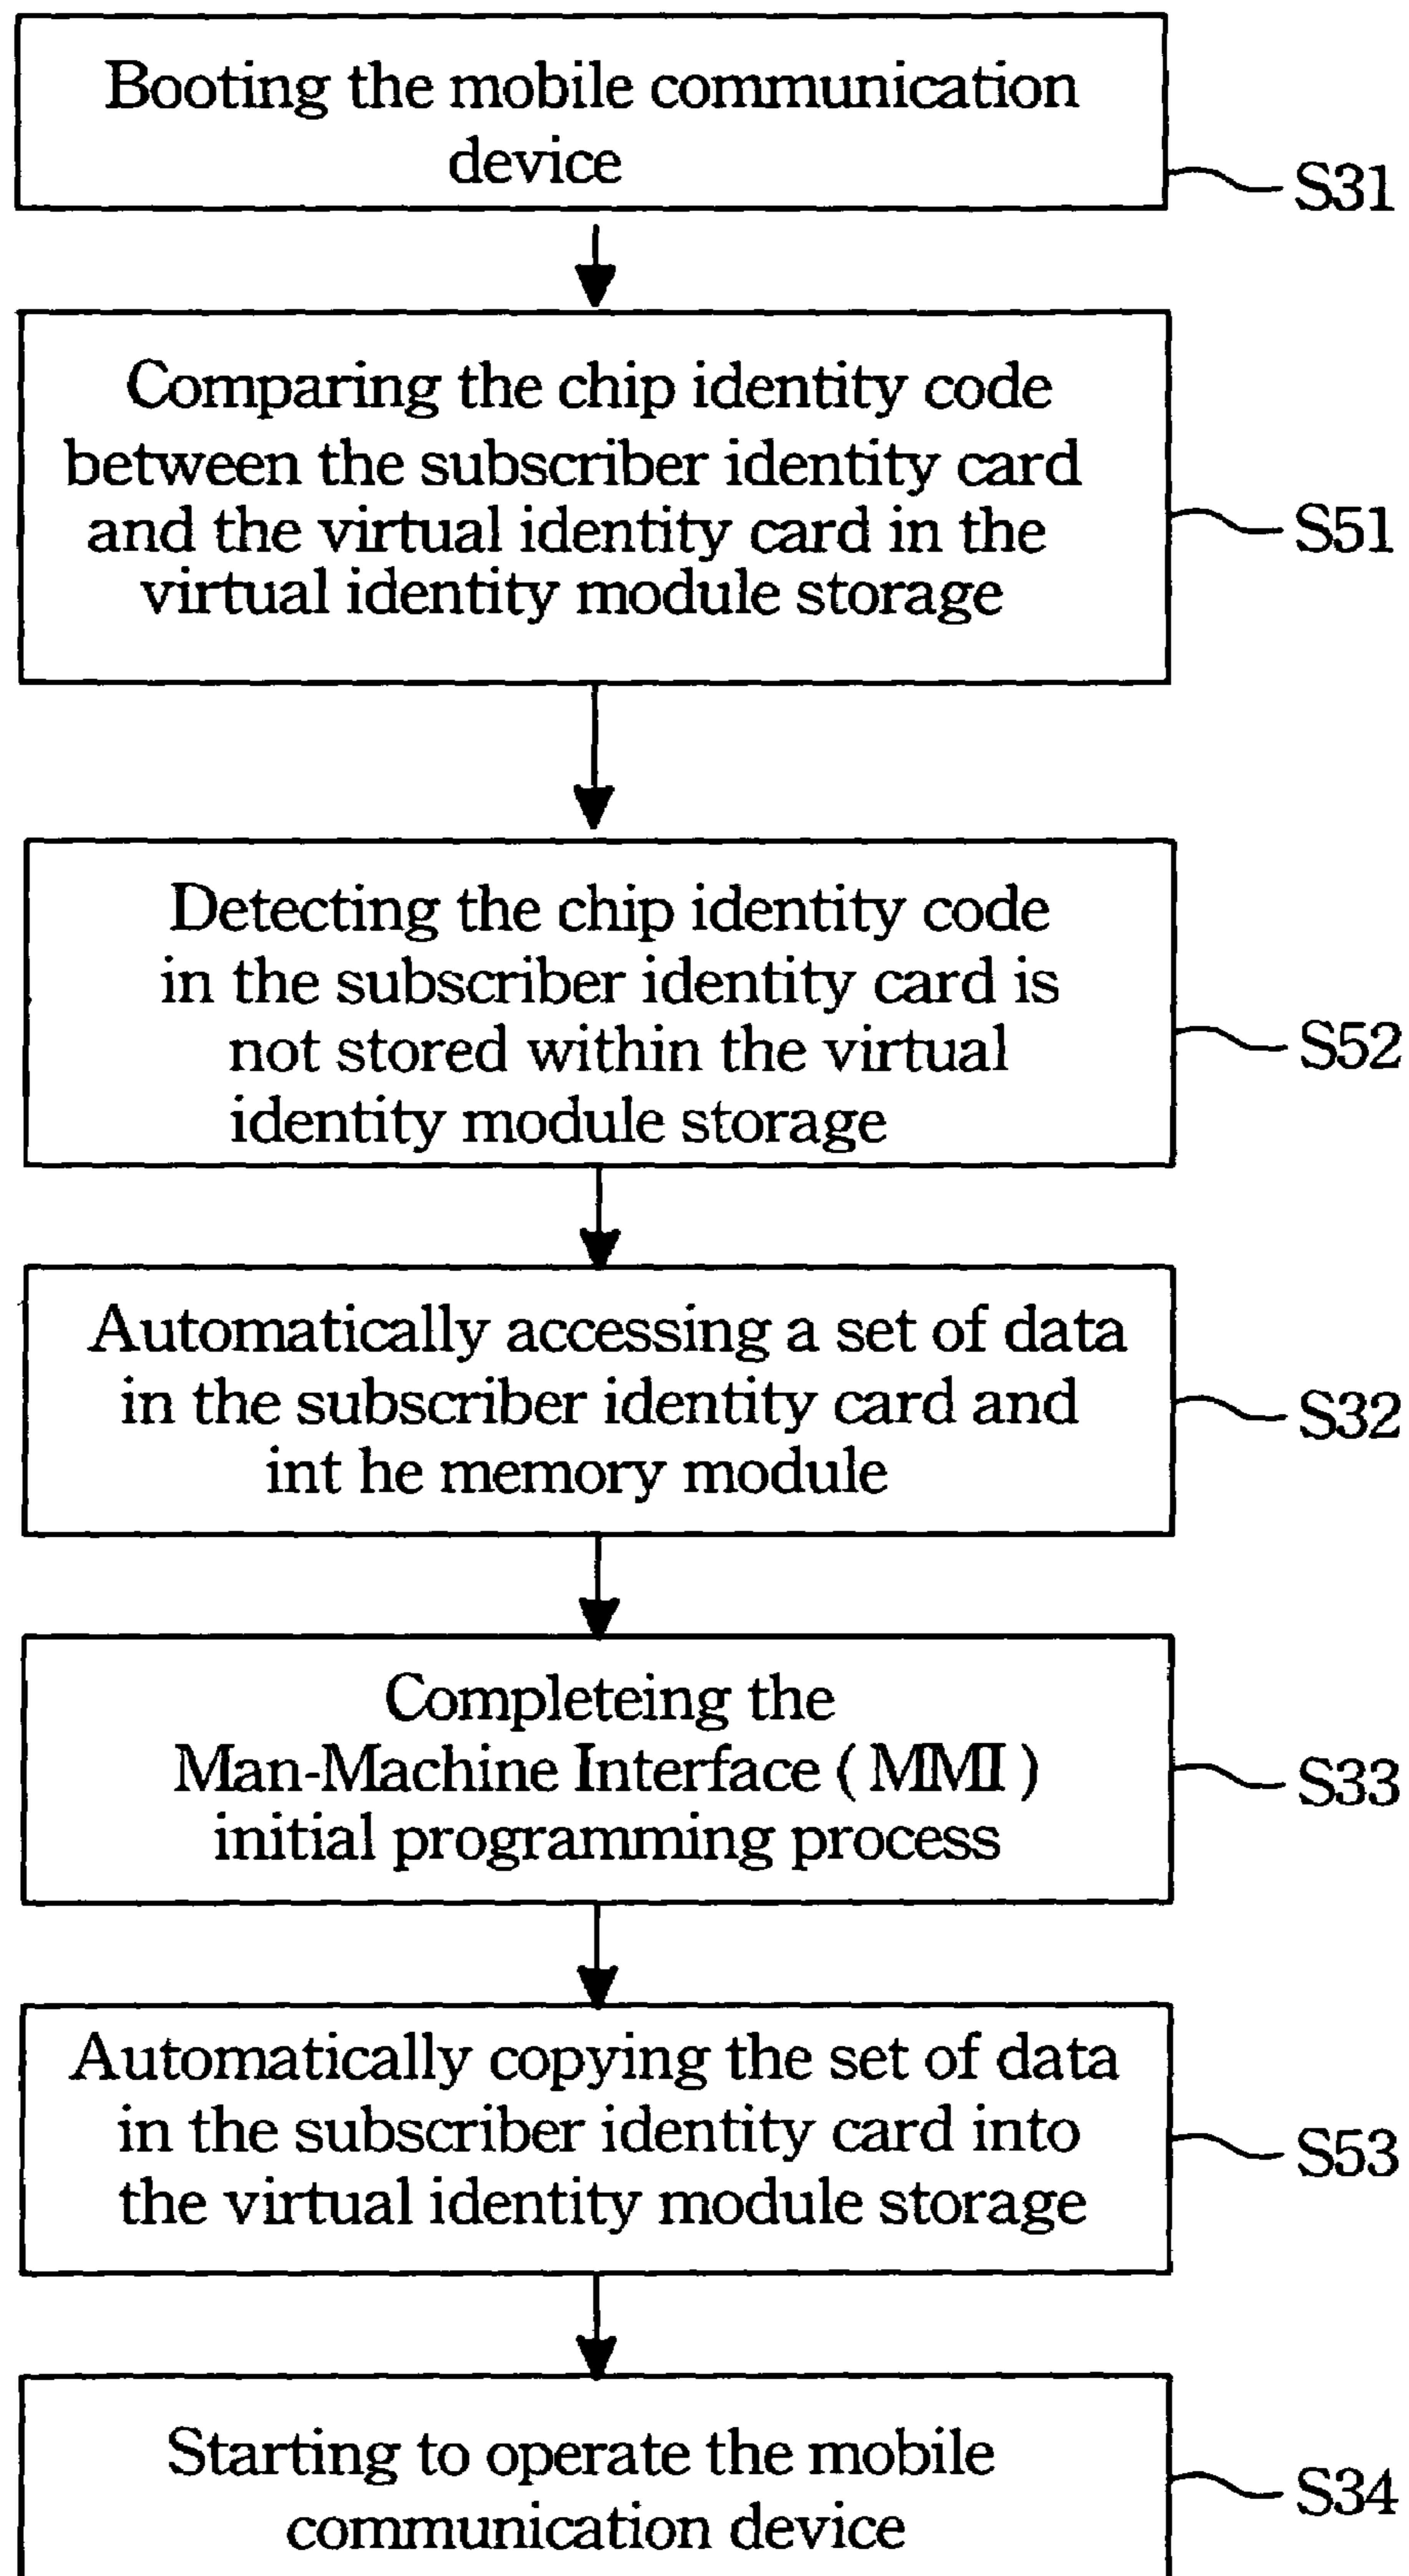 Booting the mobile communication
device
S31
Comparing the chip identity code
between the subscriber identity card
and the virtual identity card in the
virtual identity module storage
S51
Detecting the chip identity code
in the subscriber identity card is
not stored within the virtual
identity module storage
S52
Automatically accessing a set of data
in the subscriber identity card and
int he memory module
S32
Completeing the
Man-Machine Interface ( MMI )
initial programming process
S33
Automatically copying the set of data
in the subscriber identity card into
the virtual identity module storage
S53
Starting to operate the mobile
communication device
S34